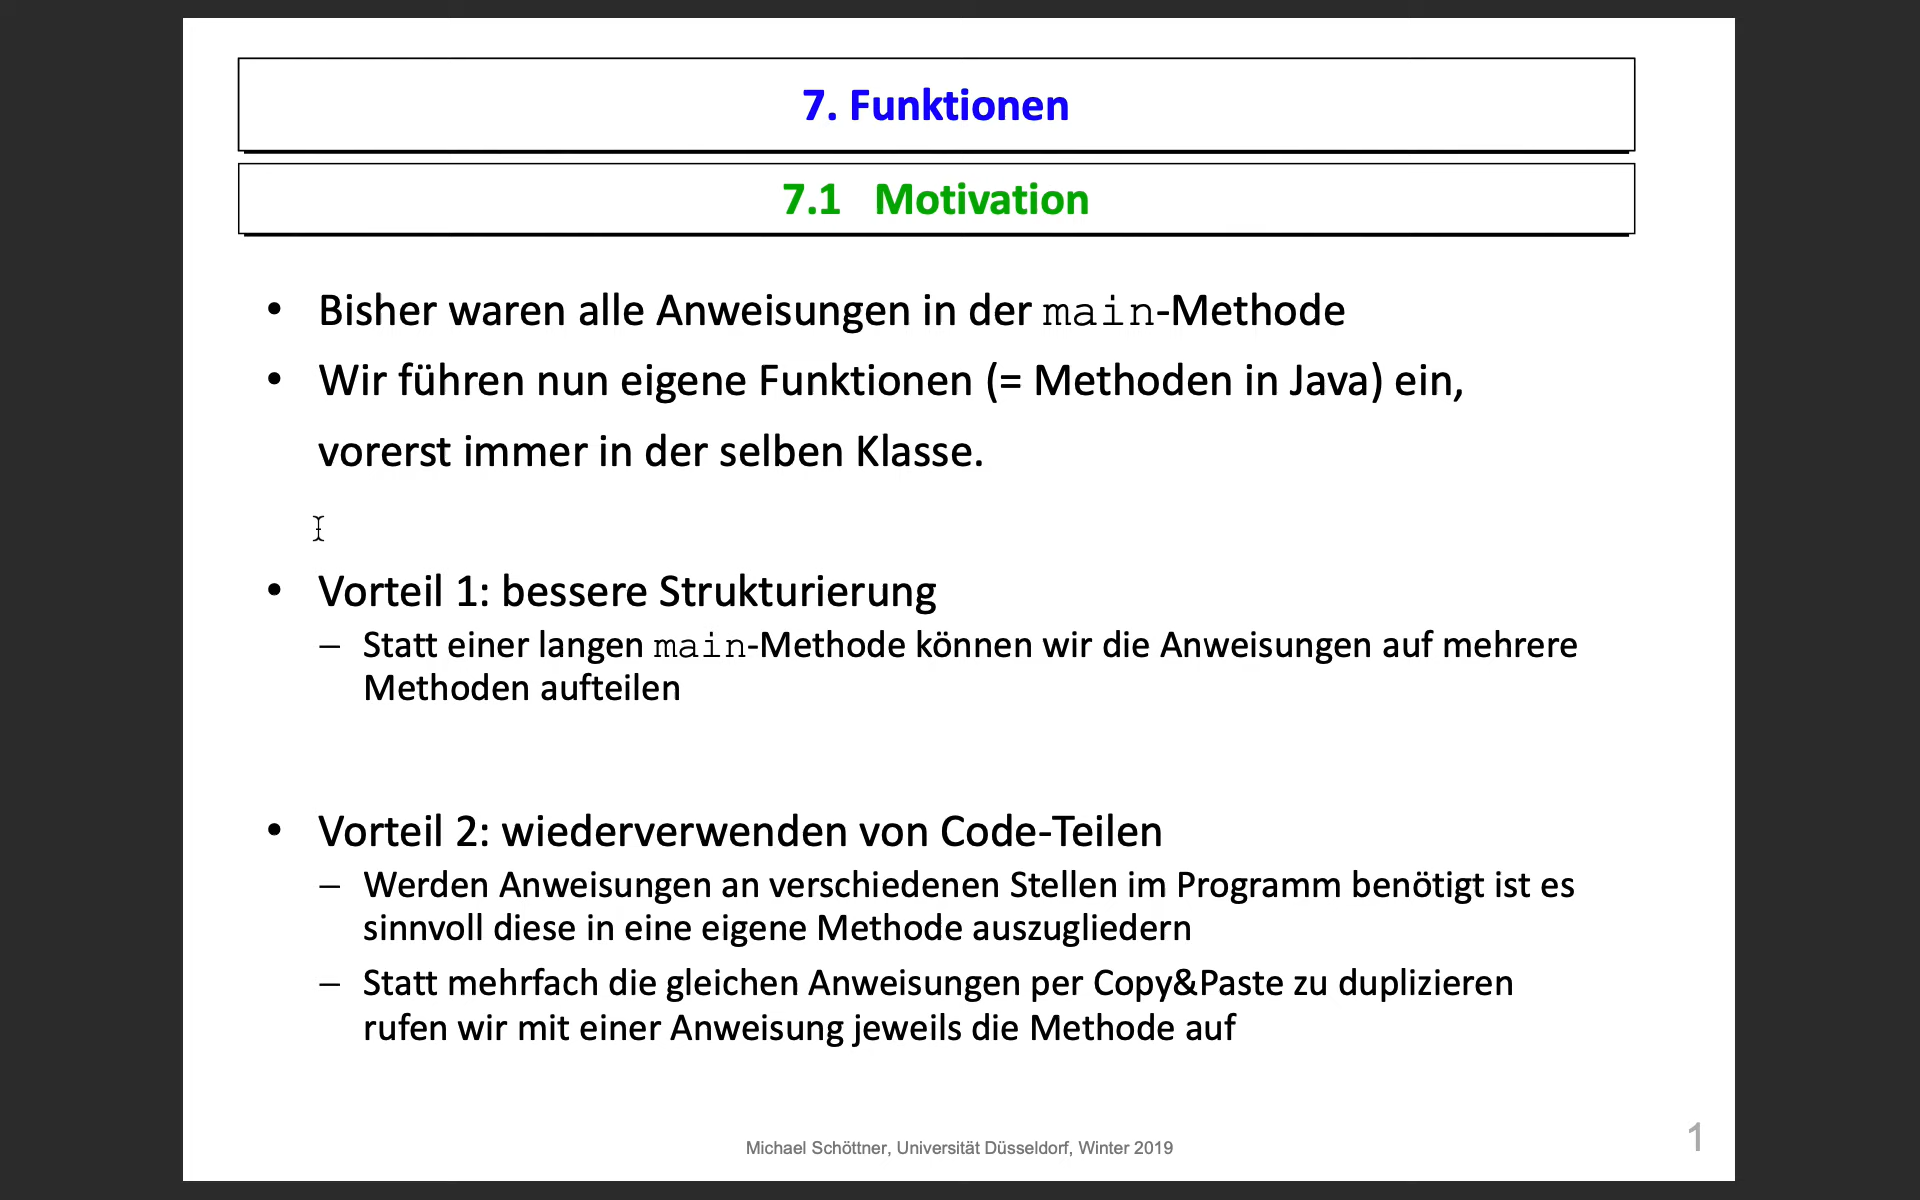 7. Funktionen
7.1 Motivation
• Bisher waren alle Anweisungen in der main-Methode
• Wir führen nun eigene Funktionen (= Methoden in Java) ein,
vorerst immer in der selben Klasse.
• Vorteil 1: bessere Strukturierung
– Statt einer langen main-Methode können wir die Anweisungen auf mehrere
Methoden aufteilen
• Vorteil 2: wiederverwenden von Code-Teilen
– Werden Anweisungen an verschiedenen Stellen im Programm benötigt ist es
sinnvoll diese in eine eigene Methode auszugliedern
– Statt mehrfach die gleichen Anweisungen per Copy&Paste zu duplizieren
rufen wir mit einer Anweisung jeweils die Methode auf
Michael Schöttner, Universität Düsseldorf, Winter 2019
1